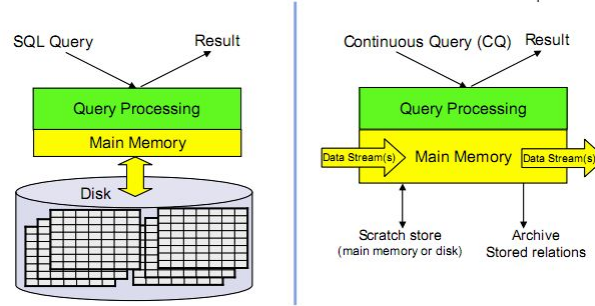 SQL Query
Result
Query Processing
Main Memory
Disk
Continuous Query (CQ)
Result
Query Processing
Data Stream(s)
Main Memory
Data Stream(s)
Scratch store
(main memory or disk)
Archive
Stored relations